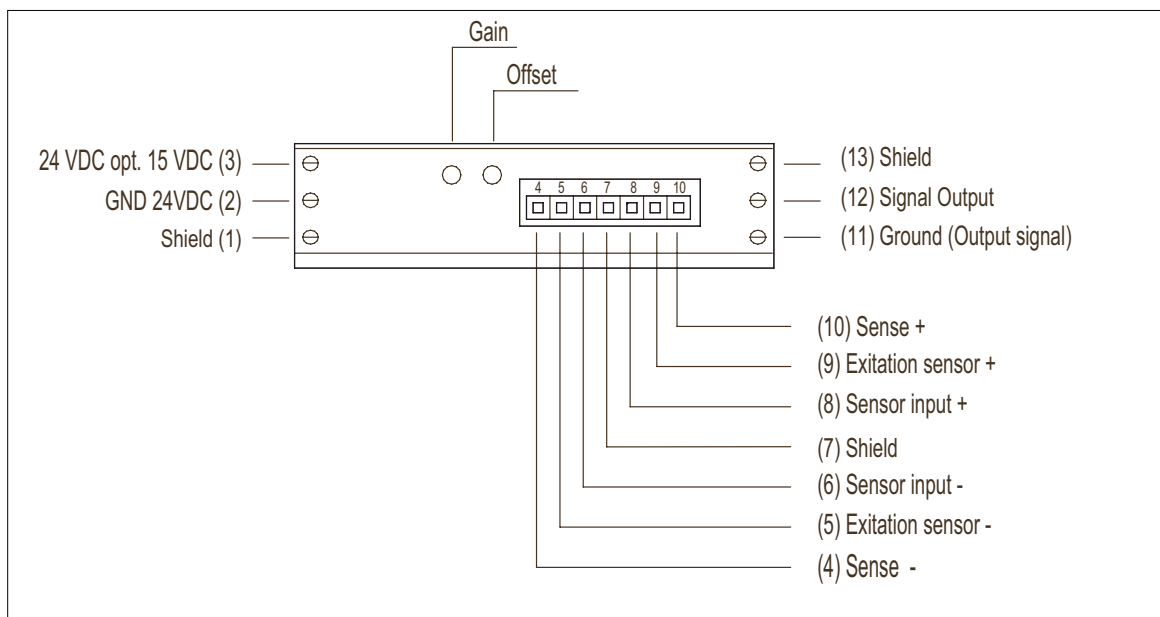 Gain
Offset
24 VDC opt. 15 VDC (3)
GND 24VDC (2)
Shield (1)
4 5 6 7 8 9 10
(13) Shield
(12) Signal Output
(11) Ground (Output signal)
(10) Sense +
(9) Exitation sensor +
(8) Sensor input +
(7) Shield
(6) Sensor input -
(5) Exitation sensor -
(4) Sense -